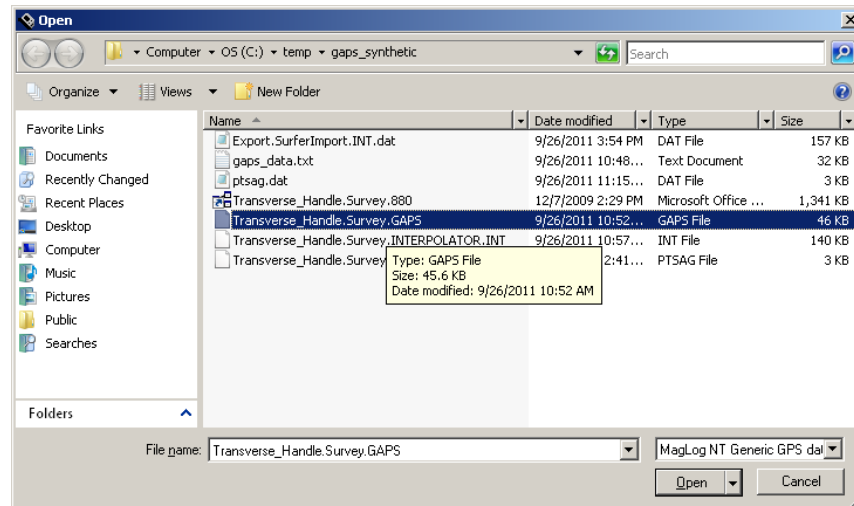 Open
Computer OS (C:) temp gaps_synthetic Search
Organize Views New Folder
Favorite Links
Documents
Recently Changed
Recent Places
Desktop
Computer
Music
Pictures
Public
Searches
Folders
Name Date modified Type Size
Export.SurferImport.INT.dat 9/26/2011 3:54 PM DAT File 157 KB
gaps_data.txt 9/26/2011 10:48... Text Document 32 KB
ptsag.dat 9/26/2011 11:15... DAT File 3 KB
Transverse_Handle.Survey.880 12/7/2009 2:29 PM Microsoft Office ... 1,341 KB
Transverse_Handle.Survey.GAPS 9/26/2011 10:52... GAPS File 46 KB
Transverse_Handle.Survey.INTERPOLATOR.INT 9/26/2011 10:57... INT File 140 KB
Transverse_Handle.Survey 2:41... PTSAG File 3 KB
Type: GAPS File
Size: 45.6 KB
Date modified: 9/26/2011 10:52 AM
File name: Transverse_Handle.Survey.GAPS MagLog NT Generic GPS dat
Open Cancel